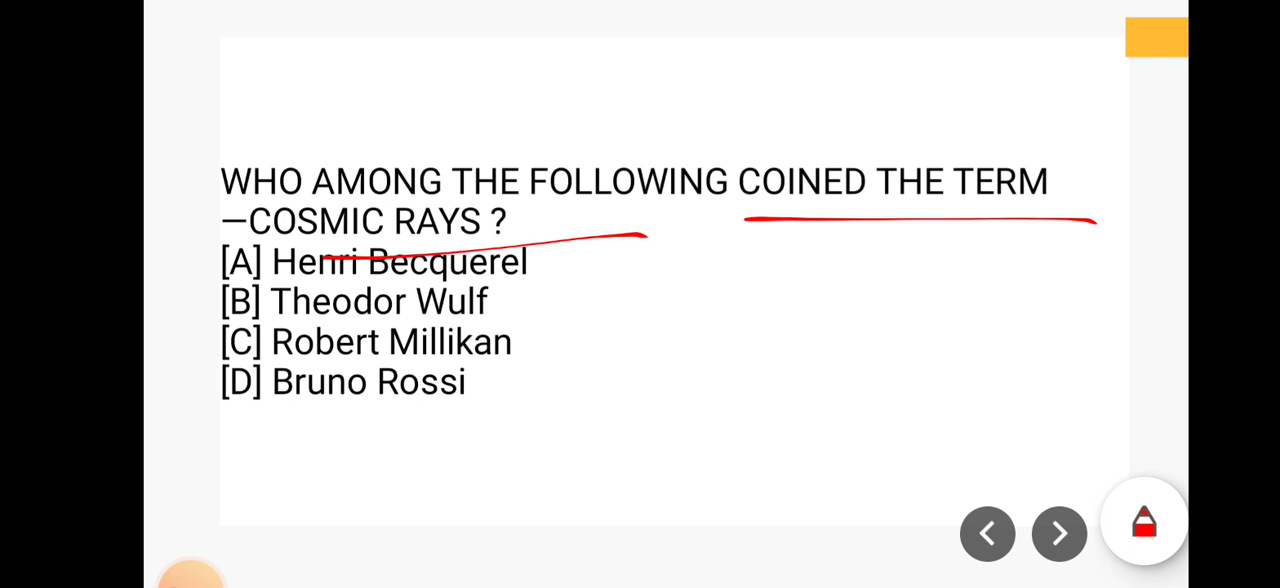 WHO AMONG THE FOLLOWING COINED THE TERM
—COSMIC RAYS ?
[A] Henri Becquerel
[B] Theodor Wulf
[C] Robert Millikan
[D] Bruno Rossi